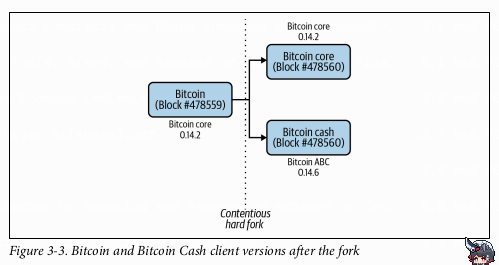 Bitcoin core
0.14.2
Bitcoin core
(Block #478560)
Bitcoin
(Block #478559)
Bitcoin core
0.14.2
Bitcoin cash
(Block #478560)
Bitcoin ABC
0.14.6
Contentious
hard fork
Figure 3-3. Bitcoin and Bitcoin Cash client versions after the fork